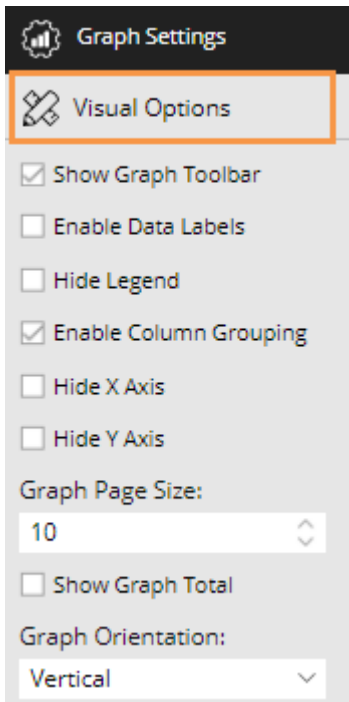 Graph Settings
Visual Options
Show Graph Toolbar
Enable Data Labels
Hide Legend
Enable Column Grouping
Hide X Axis
Hide Y Axis
Graph Page Size:
10
Show Graph Total
Graph Orientation:
Vertical